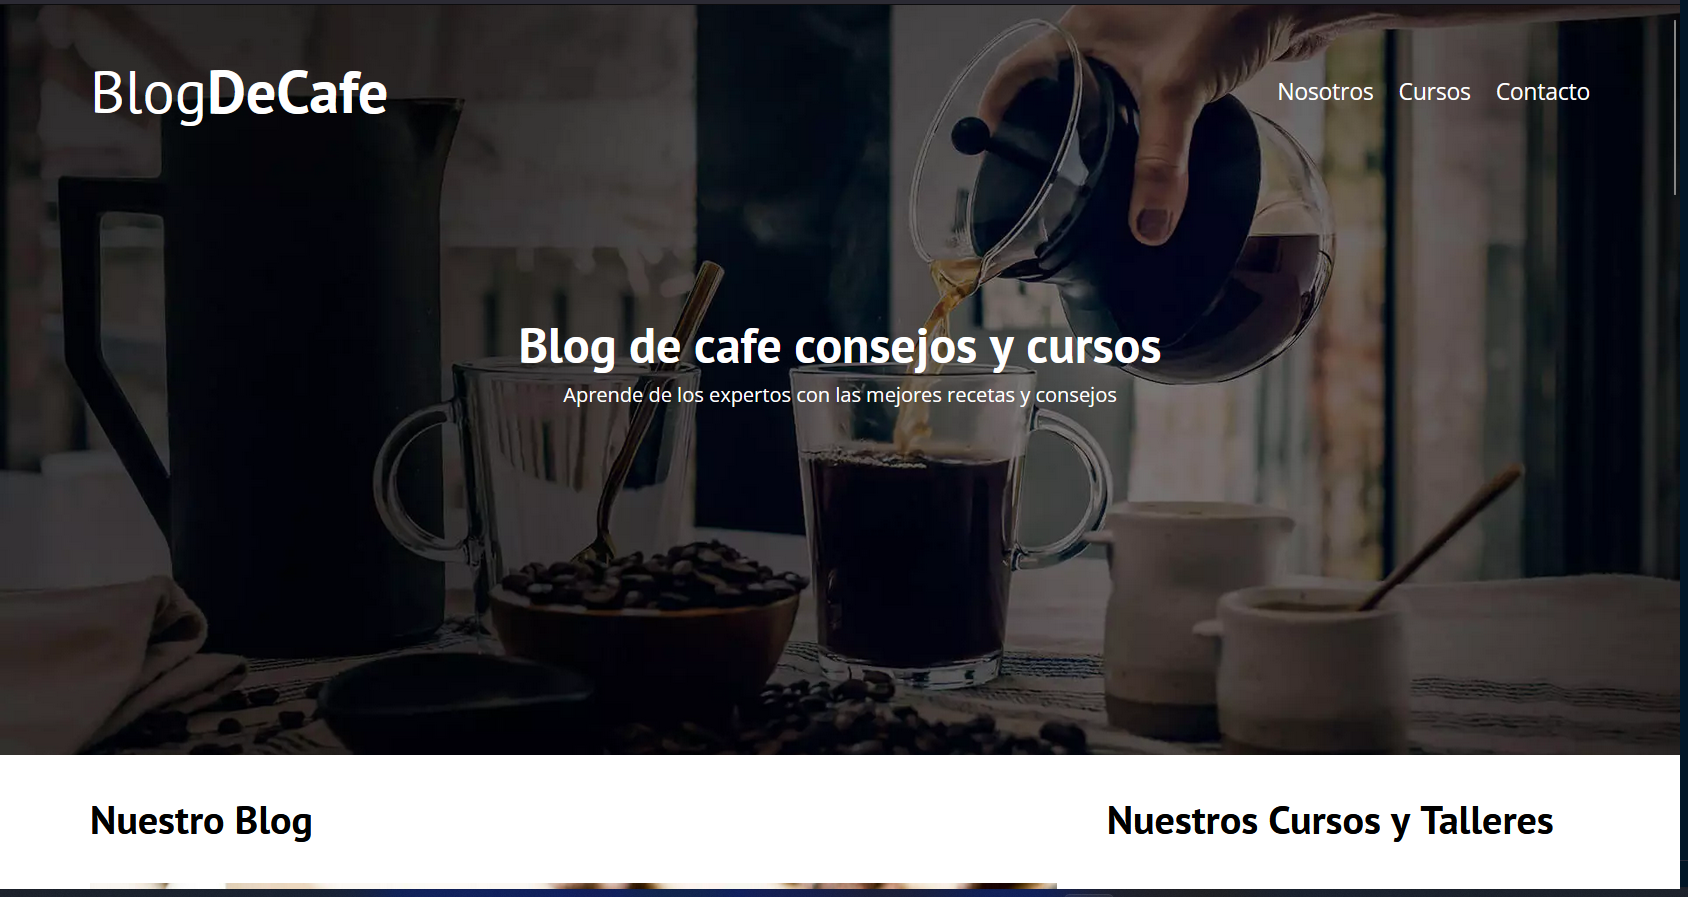 BlogDeCafe
Nosotros Cursos Contacto
Blog de cafe consejos y cursos
Aprende de los expertos con las mejores recetas y consejos
Nuestro Blog
Nuestros Cursos y Talleres